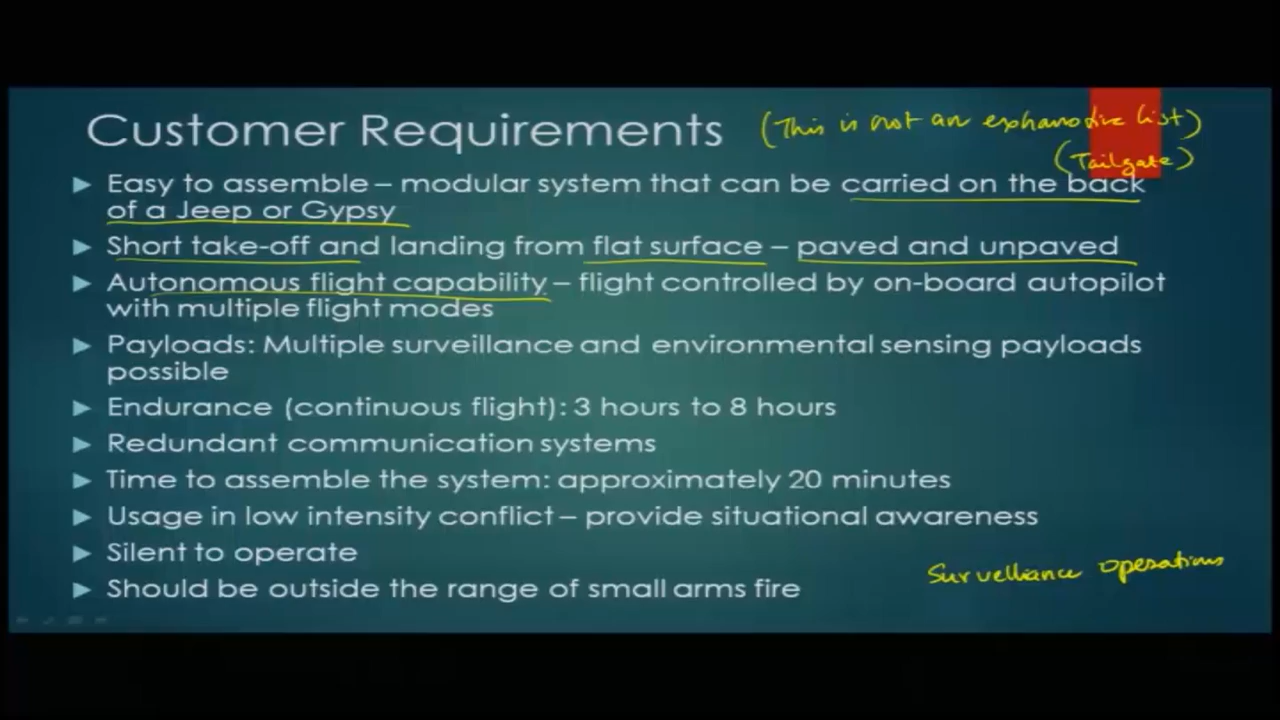 Customer Requirements (This is not an exhaustive list)
(Tailgate)
Easy to assemble – modular system that can be carried on the back
of a Jeep or Gypsy
Short take-off and landing from flat surface – paved and unpaved
Autonomous flight capability – flight controlled by on-board autopilot
with multiple flight modes
Payloads: Multiple surveillance and environmental sensing payloads
possible
Endurance (continuous flight): 3 hours to 8 hours
Redundant communication systems
Time to assemble the system: approximately 20 minutes
Usage in low intensity conflict – provide situational awareness
Silent to operate
Should be outside the range of small arms fire
Survelliance operations